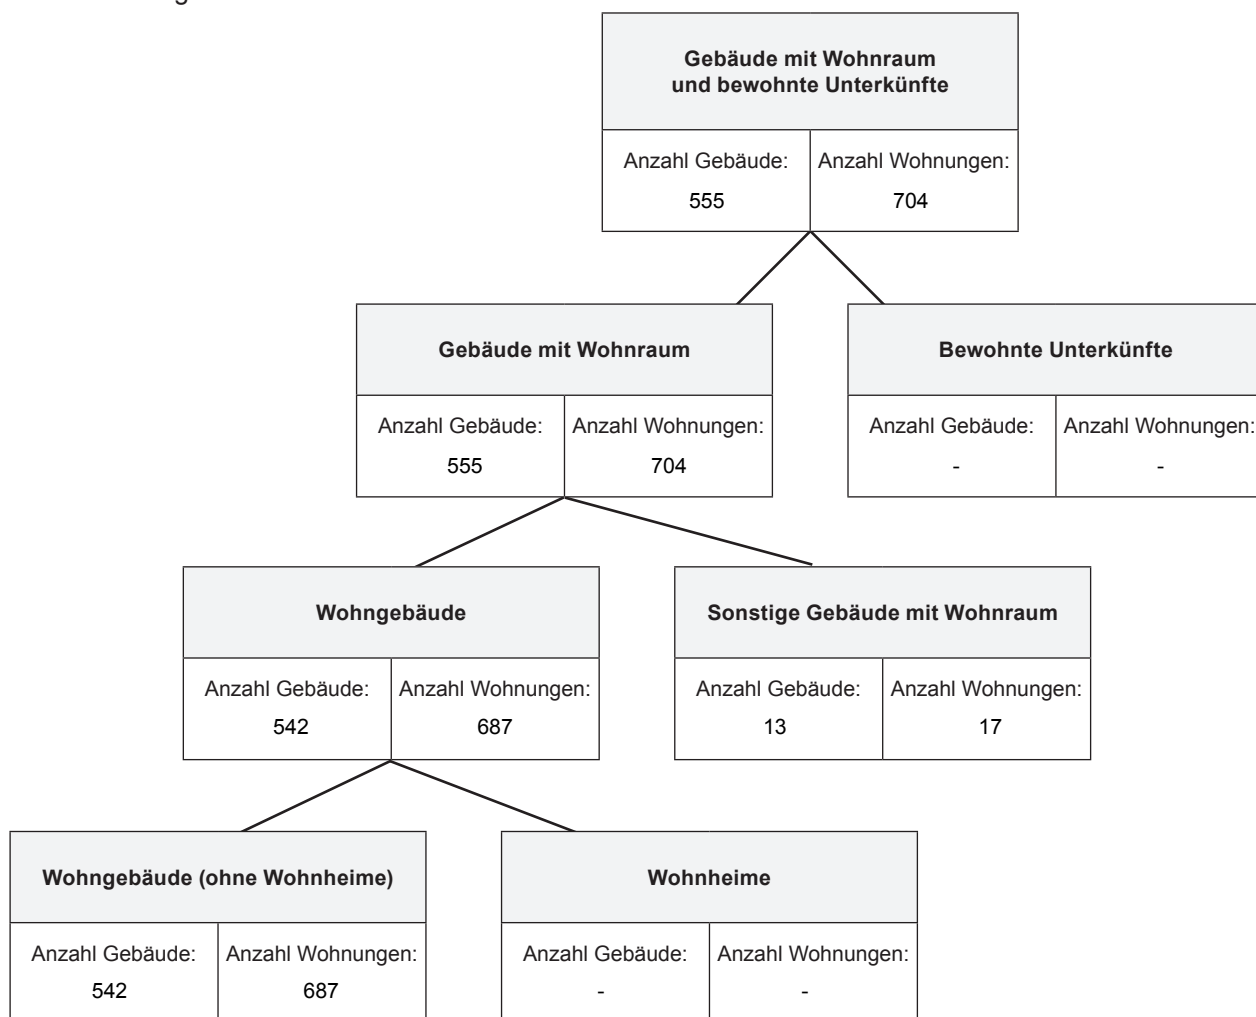 Gebäude mit Wohnraum
und bewohnte Unterkünfte
Anzahl Gebäude: Anzahl Wohnungen:
555 704
Gebäude mit Wohnraum
Anzahl Gebäude: Anzahl Wohnungen:
555 704
Bewohnte Unterkünfte
Anzahl Gebäude: Anzahl Wohnungen:
- -
Wohngebäude
Anzahl Gebäude: Anzahl Wohnungen:
542 687
Sonstige Gebäude mit Wohnraum
Anzahl Gebäude: Anzahl Wohnungen:
13 17
Wohngebäude (ohne Wohnheime)
Anzahl Gebäude: Anzahl Wohnungen:
542 687
Wohnheime
Anzahl Gebäude: Anzahl Wohnungen:
- -